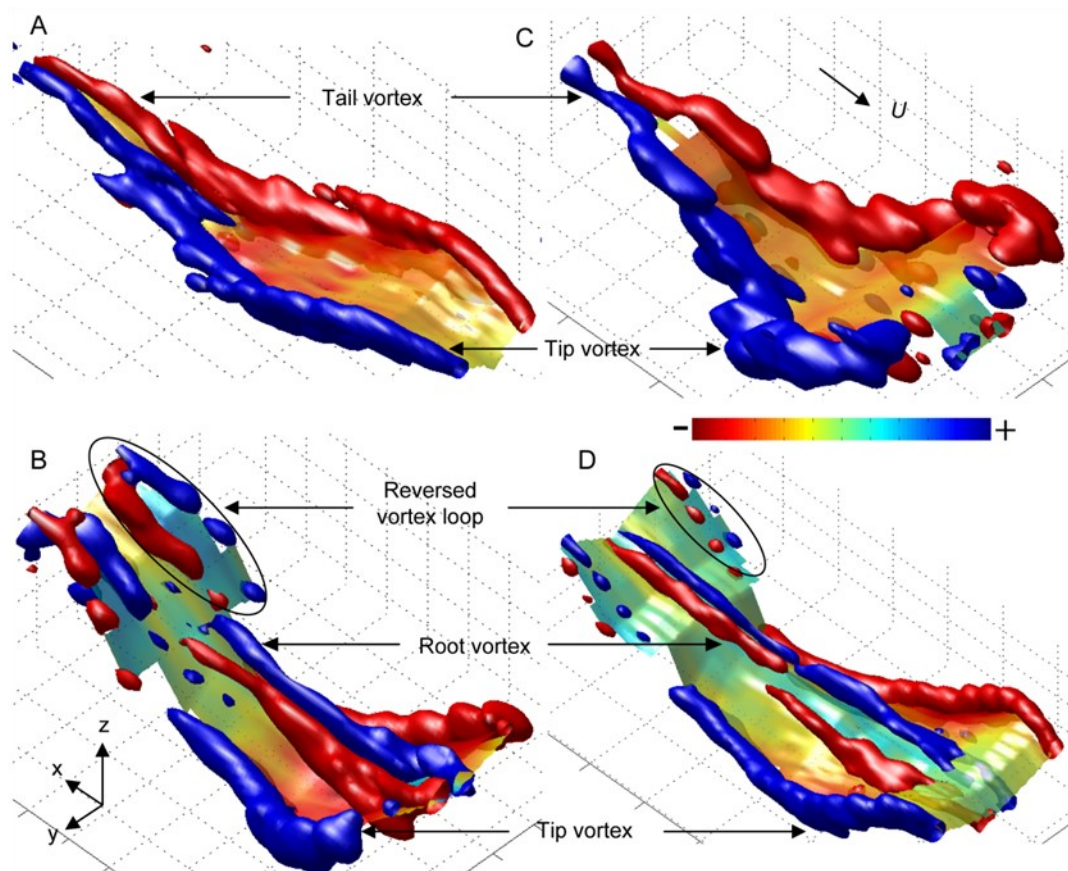 A
C
Tail vortex
U
Tip vortex
− +
B
D
Reversed
vortex loop
Root vortex
z
x
y
Tip vortex